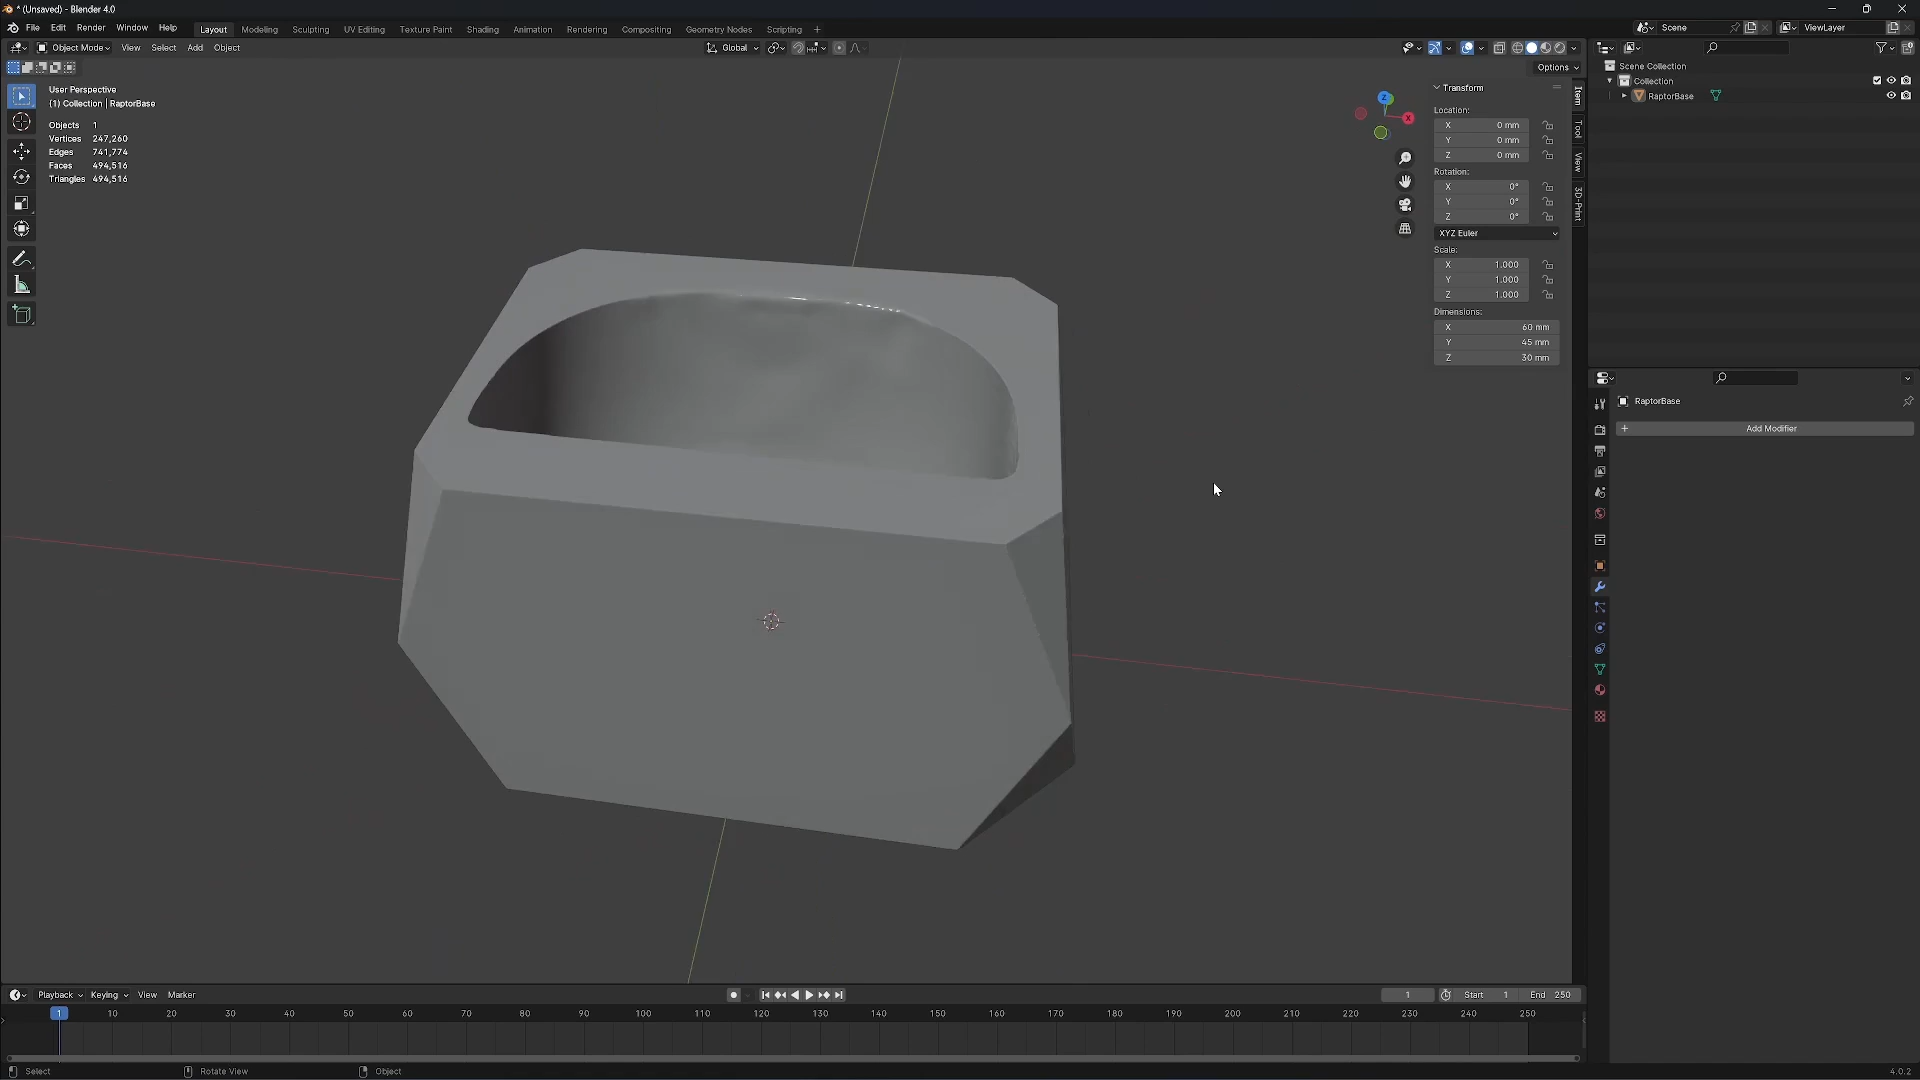 * (Unsaved) - Blender 4.0
File Edit Render Window Help Layout Modeling Sculpting UV Editing Texture Paint Shading Animation Rendering Compositing Geometry Nodes Scripting + Scene ViewLayer
Object Mode View Select Add Object Global
Options
User Perspective
(1) Collection | RaptorBase
Objects 1
Vertices 247,260
Edges 741,774
Faces 494,516
Triangles 494,516
Z
X
Transform
Location:
X 0 mm
Y 0 mm
Z 0 mm
Rotation:
X 0°
Y 0°
Z 0°
XYZ Euler
Scale:
X 1.000
Y 1.000
Z 1.000
Dimensions:
X 60 mm
Y 45 mm
Z 30 mm
Item
Tool
View
3D-Print
Scene Collection
Collection
RaptorBase
RaptorBase
+ Add Modifier
Playback Keying View Marker 1 Start 1 End 250
1 10 20 30 40 50 60 70 80 90 100 110 120 130 140 150 160 170 180 190 200 210 220 230 240 250
Select Rotate View Object 4.0.2